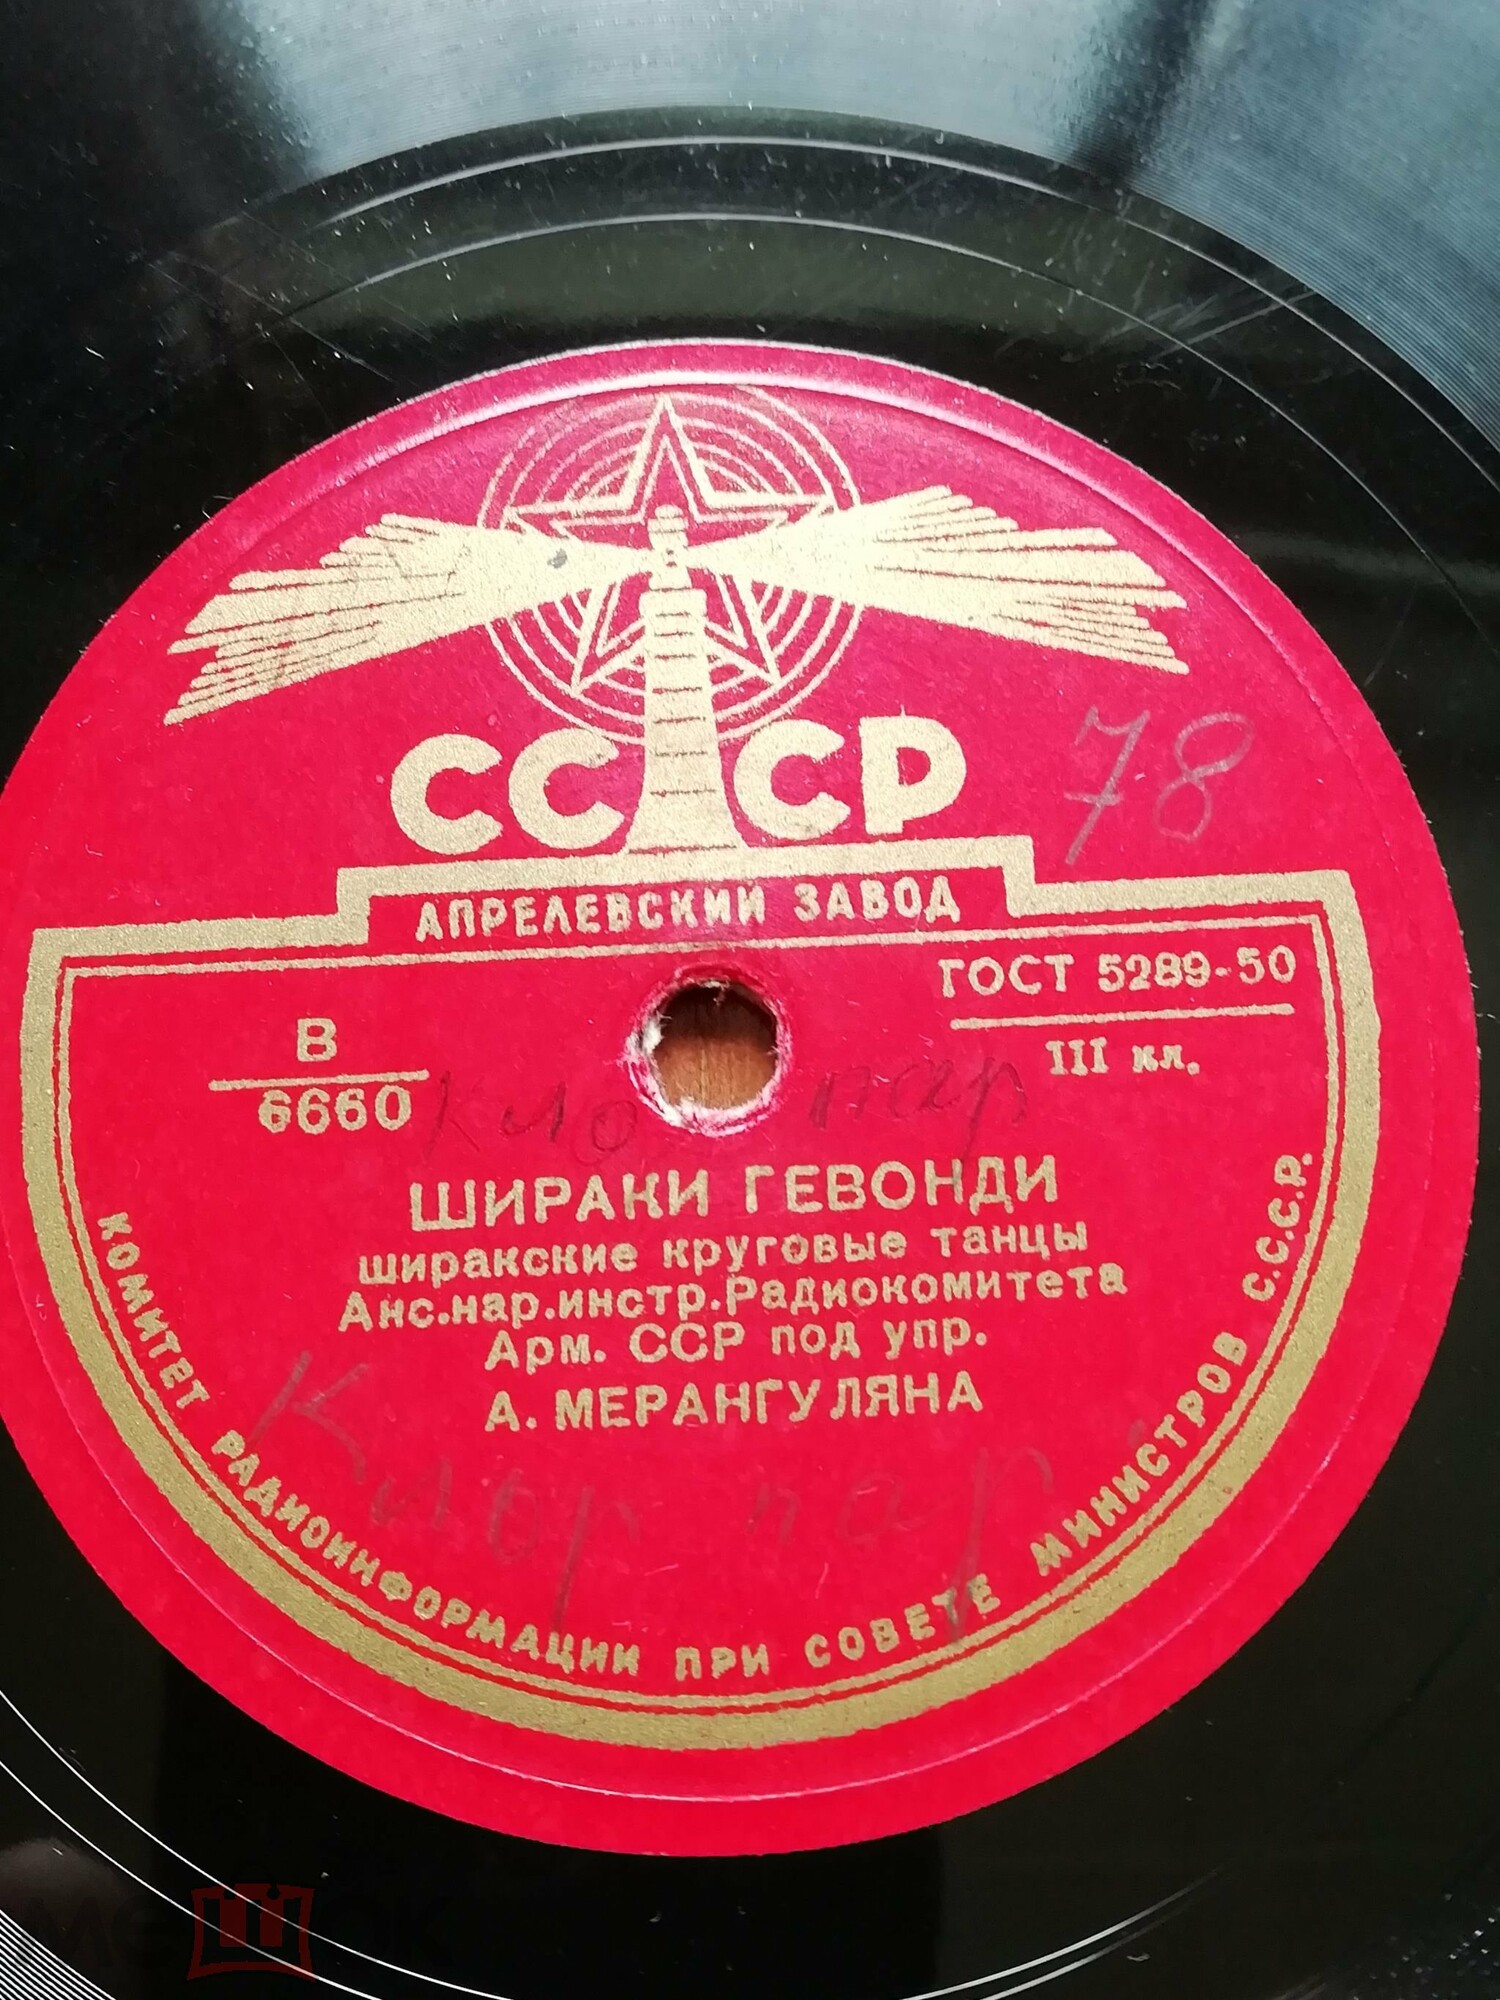 СССР
78
АПРЕЛЕВСКИЙ ЗАВОД
ГОСТ 5289-50
III кл.
В
6660
ШИРАКИ ГЕВОНДИ
ширакские круговые танцы
Анс.нар.инстр.Радиокомитета
Арм. ССР под упр.
А. МЕРАНГУЛЯНА
КОМИТЕТ РАДИОИНФОРМАЦИИ ПРИ СОВЕТЕ МИНИСТРОВ С.С.С.Р.